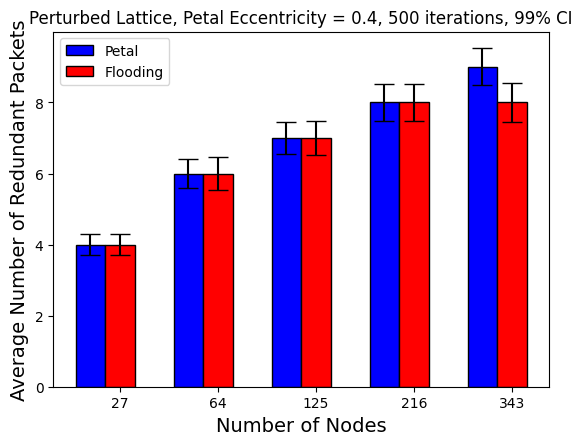 Perturbed Lattice, Petal Eccentricity = 0.4, 500 iterations, 99% CI
Petal
Flooding
Average Number of Redundant Packets
8
6
4
2
0
27 64 125 216 343
Number of Nodes